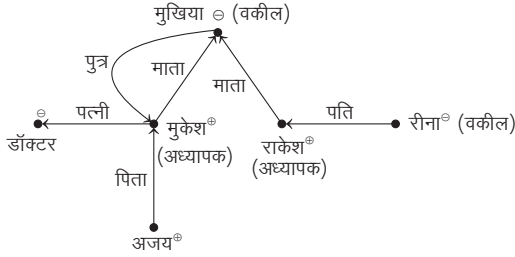 मुखिया ⊖ (वकील)
पुत्र
माता
माता
पत्नी
पति
⊖
डॉक्टर
मुकेश⊕
(अध्यापक)
राकेश⊕
(अध्यापक)
रीना⊖ (वकील)
पिता
अजय⊕